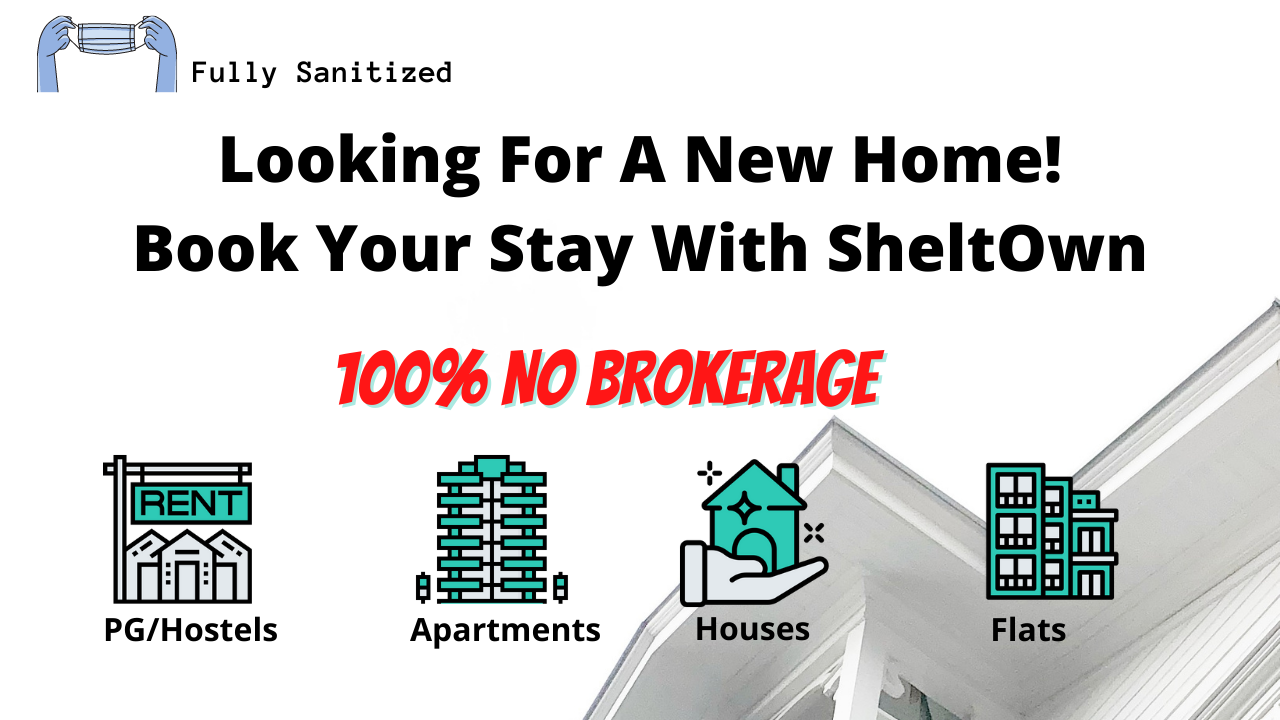 Fully Sanitized
Looking For A New Home!
Book Your Stay With SheltOwn
100% NO BROKERAGE
RENT
PG/Hostels
Apartments
Houses
Flats